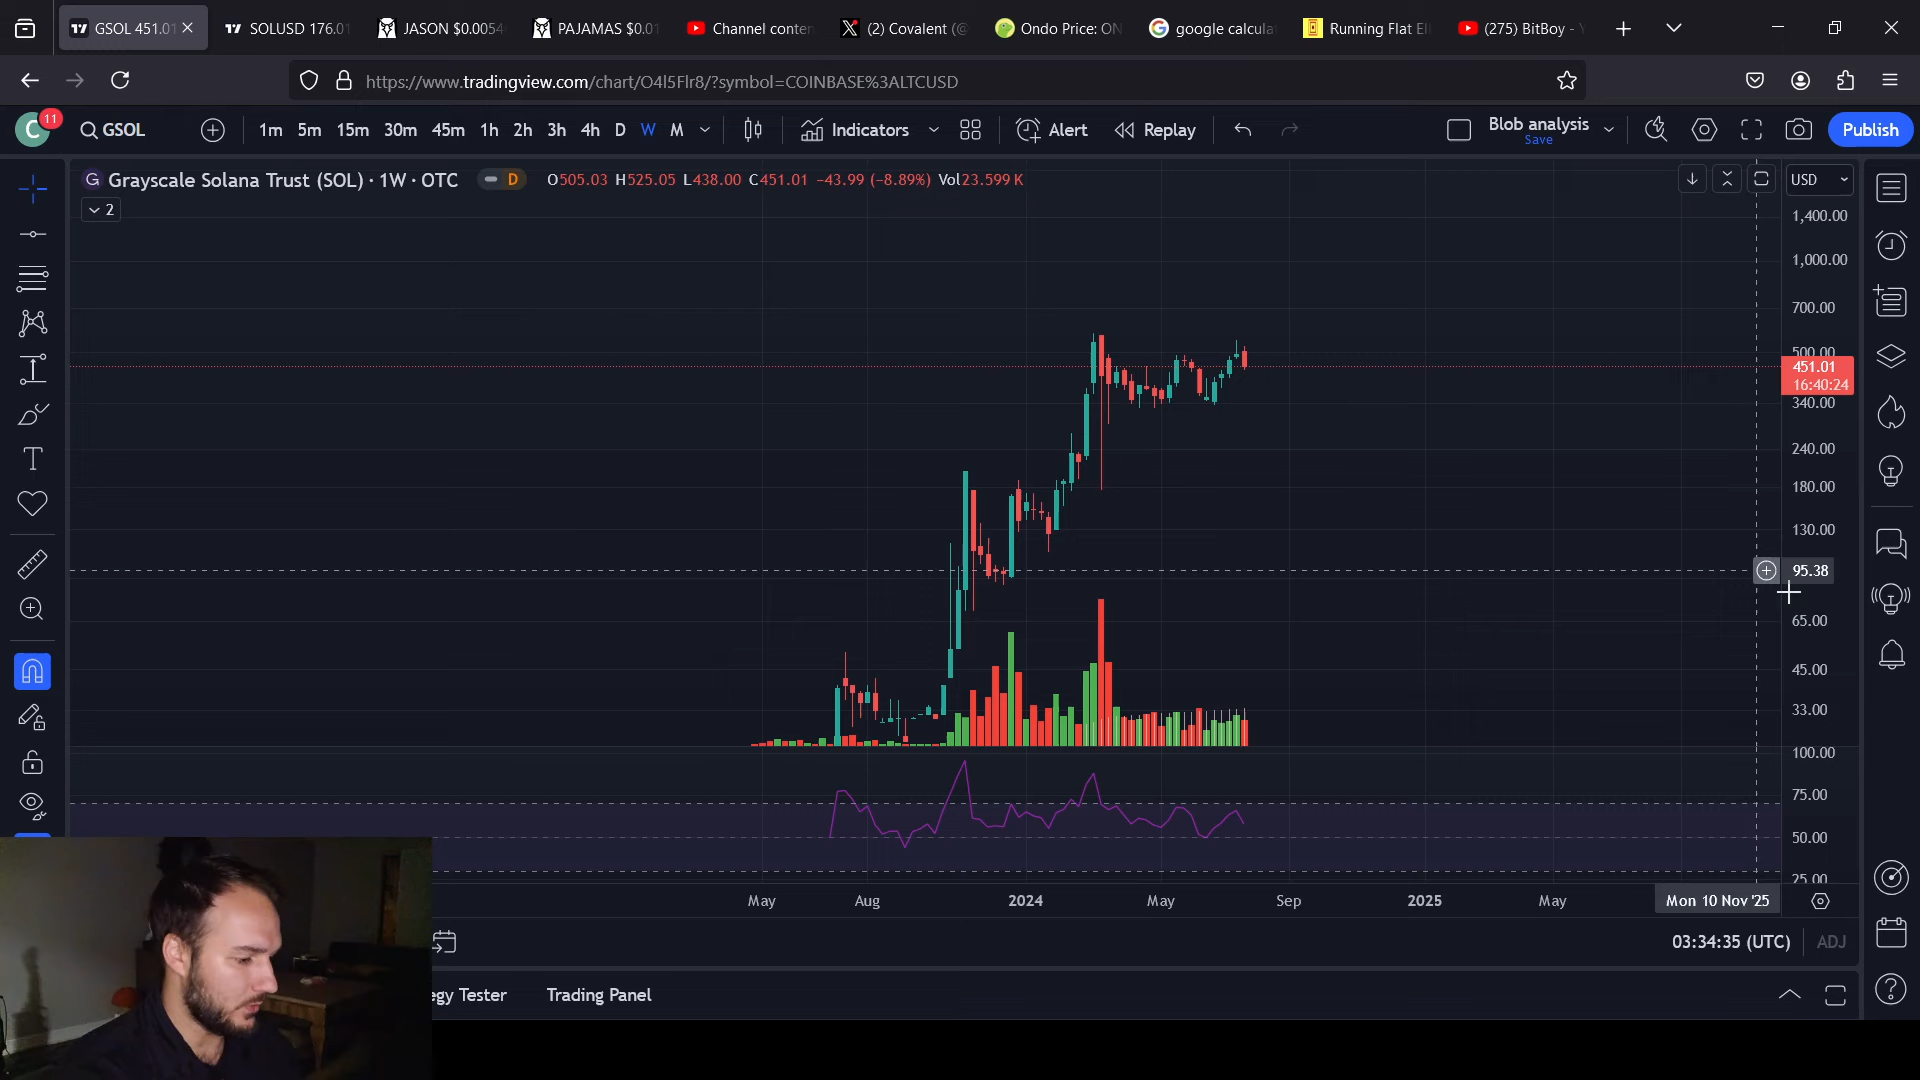 GSOL 451.01
SOLUSD 176.01
JASON $0.0054
PAJAMAS $0.01
Channel conten
(2) Covalent (@
Ondo Price: ON
google calcula
Running Flat Ell
(275) BitBoy - Y
https://www.tradingview.com/chart/O4l5Flr8/?symbol=COINBASE%3ALTCUSD
C 11
GSOL
1m 5m 15m 30m 45m 1h 2h 3h 4h D W M
Indicators
Alert
Replay
Blob analysis
Save
Publish
G Grayscale Solana Trust (SOL) · 1W · OTC D O505.03 H525.05 L438.00 C451.01 −43.99 (−8.89%) Vol23.599 K
2
USD
1,400.00
1,000.00
700.00
500.00
451.01
16:40:24
340.00
240.00
180.00
130.00
95.38
65.00
45.00
33.00
100.00
75.00
50.00
25.00
May Aug 2024 May Sep 2025 May Mon 10 Nov '25
03:34:35 (UTC) ADJ
egy Tester Trading Panel